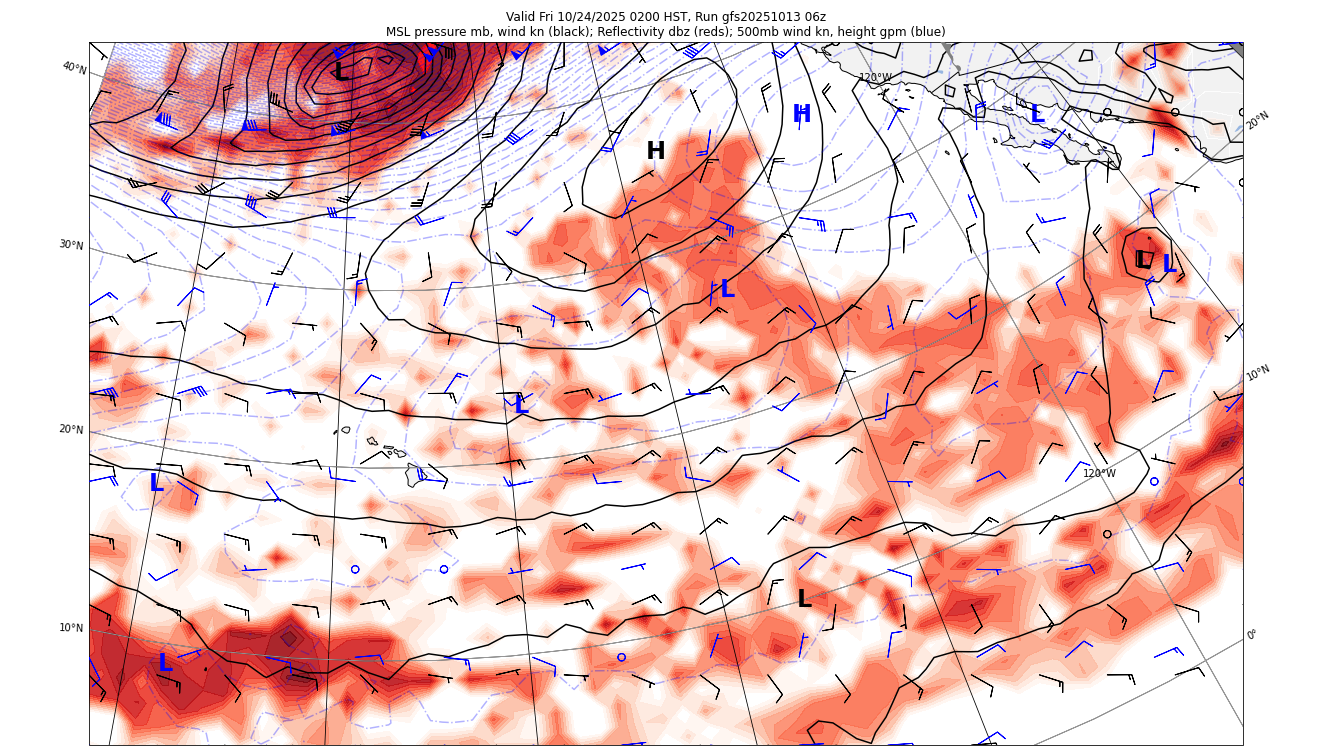 Valid Fri 10/24/2025 0200 HST, Run gfs20251013 06z
MSL pressure mb, wind kn (black); Reflectivity dbz (reds); 500mb wind kn, height gpm (blue)
40°N
L
120°W
H
L
20°N
H
30°N
L
L
L
10°N
L
20°N
120°W
L
L
10°N
0°
L